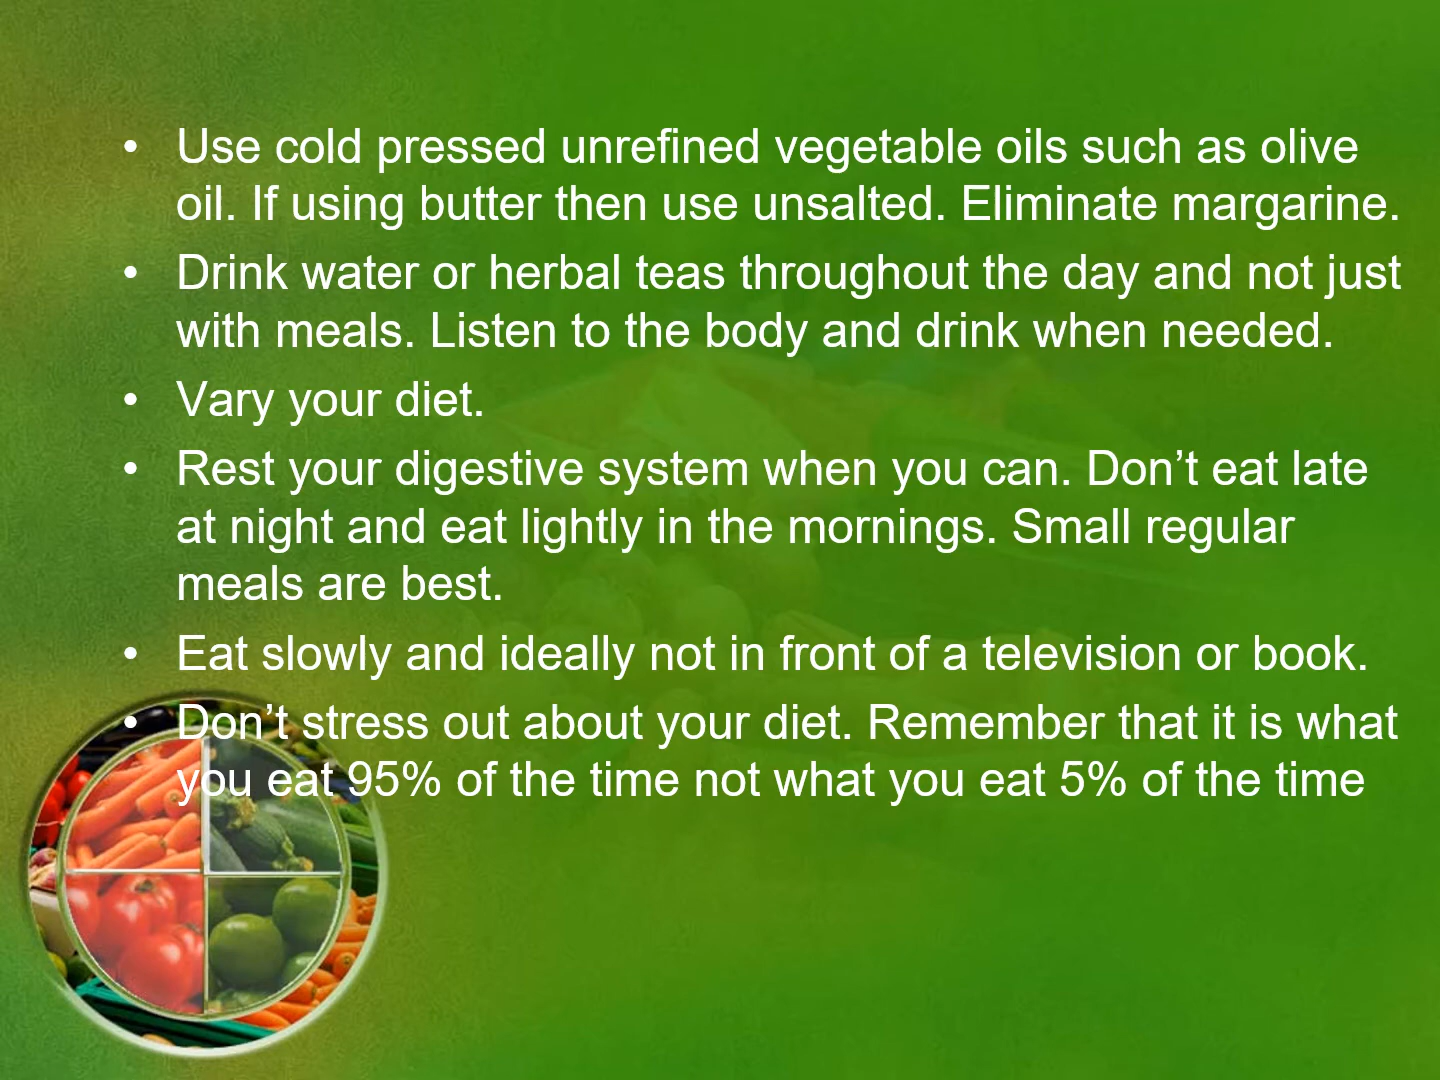 • Use cold pressed unrefined vegetable oils such as olive
oil. If using butter then use unsalted. Eliminate margarine.
• Drink water or herbal teas throughout the day and not just
with meals. Listen to the body and drink when needed.
• Vary your diet.
• Rest your digestive system when you can. Don’t eat late
at night and eat lightly in the mornings. Small regular
meals are best.
• Eat slowly and ideally not in front of a television or book.
• Don’t stress out about your diet. Remember that it is what
you eat 95% of the time not what you eat 5% of the time